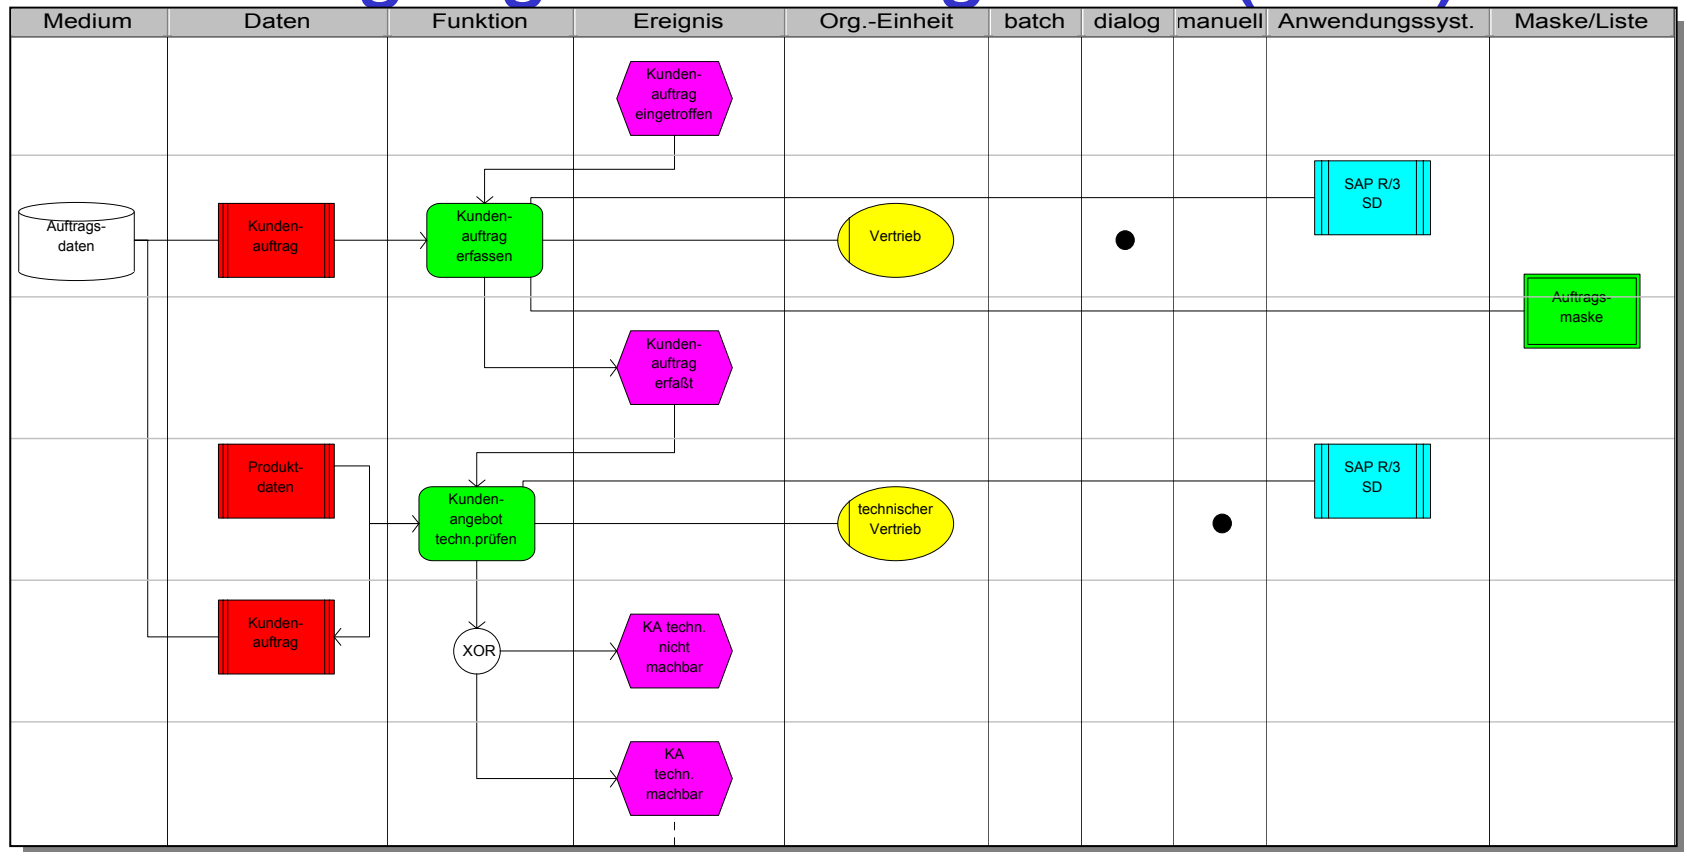 Medium Daten Funktion Ereignis Org.-Einheit batch dialog manuell Anwendungssyst. Maske/Liste
Kunden-
auftrag
eingetroffen
SAP R/3
SD
Auftrags-
daten
Kunden-
auftrag
Kunden-
auftrag
erfassen
Vertrieb
Auftrags-
maske
Kunden-
auftrag
erfaßt
Produkt-
daten
Kunden-
angebot
techn.prüfen
technischer
Vertrieb
SAP R/3
SD
Kunden-
auftrag
XOR
KA techn.
nicht
machbar
KA
techn.
machbar